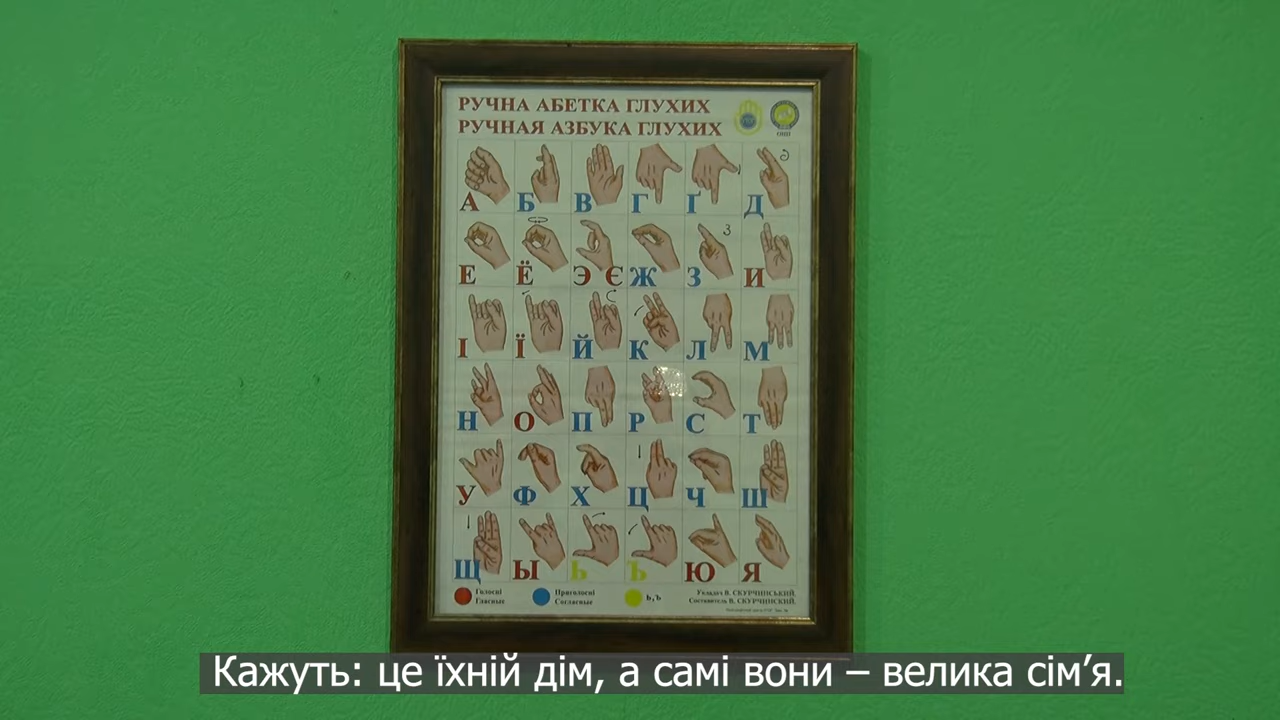 РУЧНА АБЕТКА ГЛУХИХ
РУЧНАЯ АЗБУКА ГЛУХИХ
А Б В Г Ґ Д
Е Ё Э Є Ж З И
І Ї Й К Л М
Н О П Р С Т
У Ф Х Ц Ч Ш
Щ Ы Ь Ъ Ю Я
Голосні Приголосні Ь, Ъ Укладач В. СКУРЧИНСЬКИЙ.
Гласные Согласные Составитель В. СКУРЧИНСКИЙ.
Кажуть: це їхній дім, а самі вони – велика сім’я.